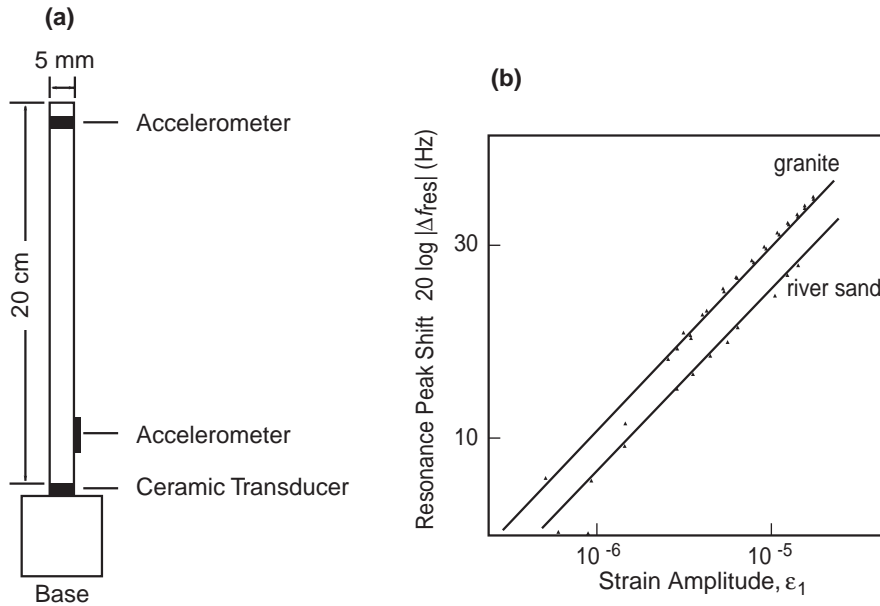 (a)
5 mm
20 cm
Accelerometer
Accelerometer
Ceramic Transducer
Base
(b)
Resonance Peak Shift 20 log |Δfres| (Hz)
30
10
granite
river sand
10-6
10-5
Strain Amplitude, ε1